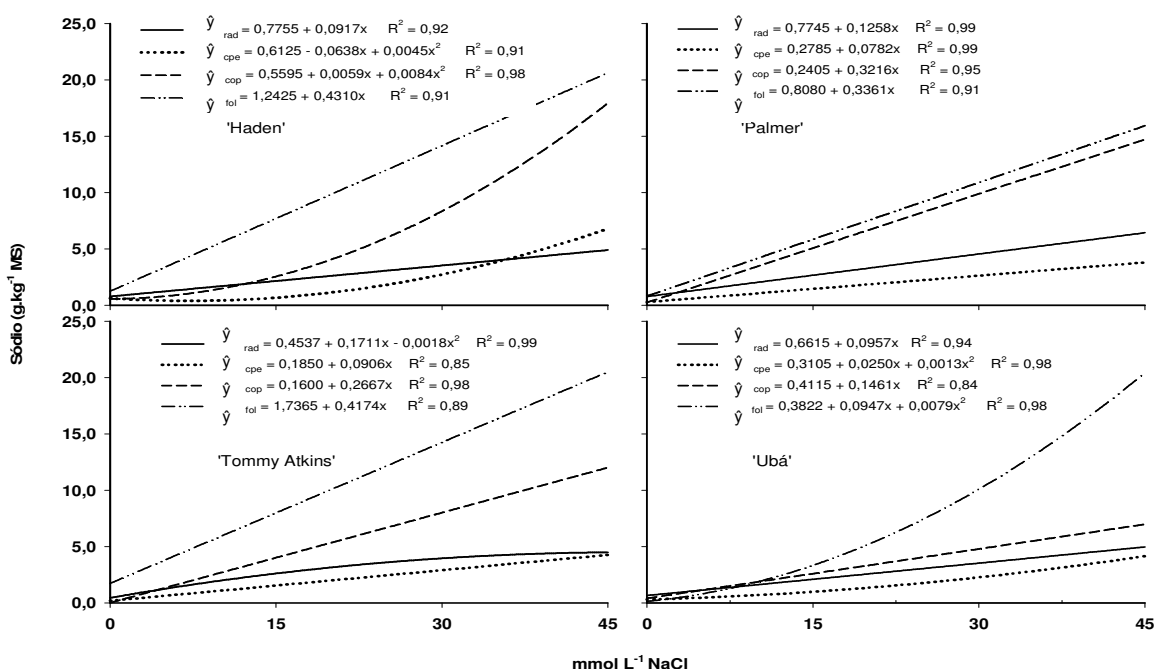 Sódio (g.kg⁻¹ MS)
25,0
20,0
15,0
10,0
5,0
0,0
ŷ rad = 0,7755 + 0,0917x R² = 0,92
ŷ cpe = 0,6125 - 0,0638x + 0,0045x² R² = 0,91
ŷ cop = 0,5595 + 0,0059x + 0,0084x² R² = 0,98
ŷ fol = 1,2425 + 0,4310x R² = 0,91
'Haden'
ŷ rad = 0,7745 + 0,1258x R² = 0,99
ŷ cpe = 0,2785 + 0,0782x R² = 0,99
ŷ cop = 0,2405 + 0,3216x R² = 0,95
ŷ fol = 0,8080 + 0,3361x R² = 0,91
'Palmer'
25,0
20,0
15,0
10,0
5,0
0,0
ŷ rad = 0,4537 + 0,1711x - 0,0018x² R² = 0,99
ŷ cpe = 0,1850 + 0,0906x R² = 0,85
ŷ cop = 0,1600 + 0,2667x R² = 0,98
ŷ fol = 1,7365 + 0,4174x R² = 0,89
'Tommy Atkins'
0 15 30 45
ŷ rad = 0,6615 + 0,0957x R² = 0,94
ŷ cpe = 0,3105 + 0,0250x + 0,0013x² R² = 0,98
ŷ cop = 0,4115 + 0,1461x R² = 0,84
ŷ fol = 0,3822 + 0,0947x + 0,0079x² R² = 0,98
'Ubá'
0 15 30 45
mmol L⁻¹ NaCl